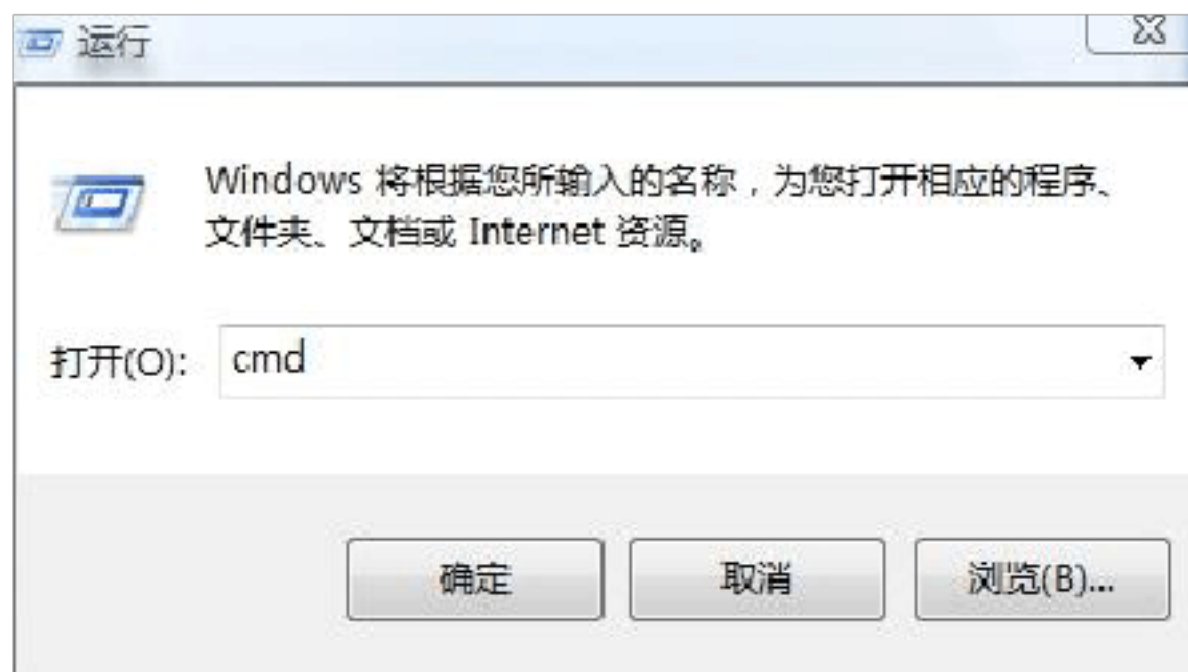 运行
Windows 将根据您所输入的名称，为您打开相应的程序、
文件夹、文档或 Internet 资源。
打开(O): cmd
确定 取消 浏览(B)...